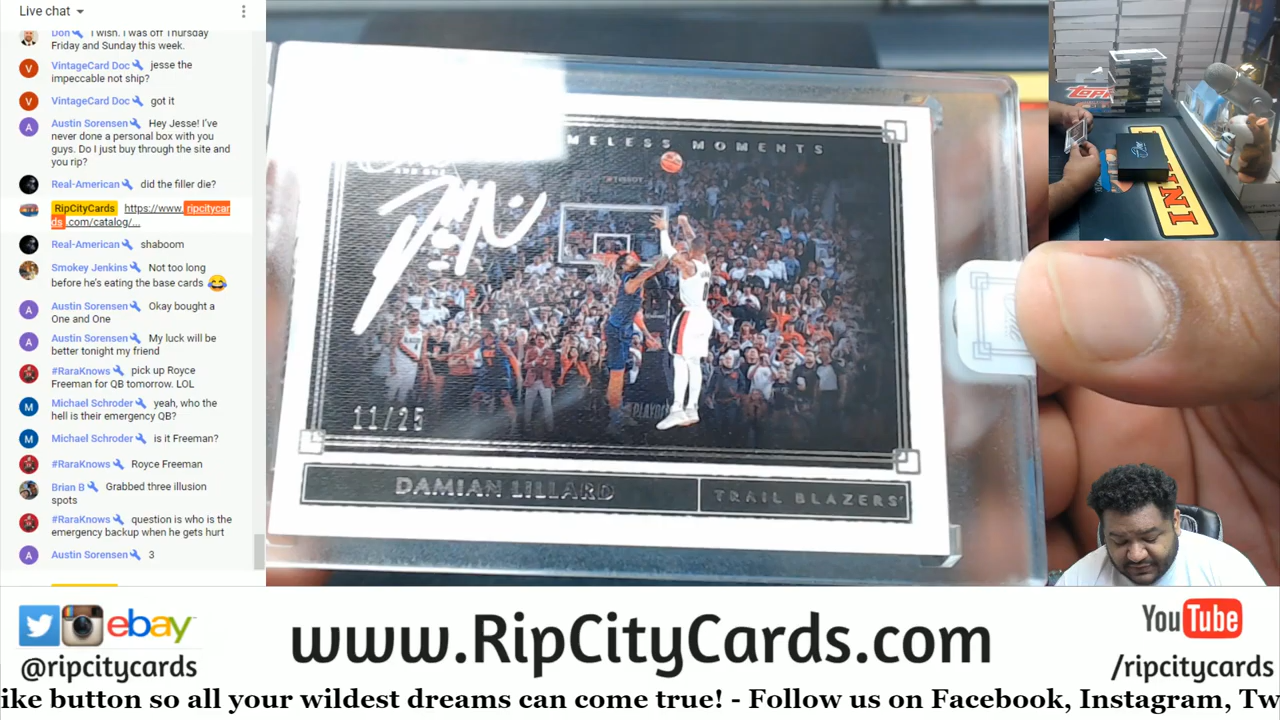 Live chat
Don I wish. I was off Thursday
Friday and Sunday this week.
VintageCard Doc jesse the
impeccable not ship?
VintageCard Doc got it
Austin Sorensen Hey Jesse! I've
never done a personal box with you
guys. Do I just buy through the site and
you rip?
Real-American did the filler die?
RipCityCards https://www.ripcitycar
ds.com/catalog/...
Real-American shaboom
Smokey Jenkins Not too long
before he's eating the base cards 😂
Austin Sorensen Okay bought a
One and One
Austin Sorensen My luck will be
better tonight my friend
#RaraKnows pick up Royce
Freeman for QB tomorrow. LOL
Michael Schroder yeah, who the
hell is their emergency QB?
Michael Schroder is it Freeman?
#RaraKnows Royce Freeman
Brian B Grabbed three illusion
spots
#RaraKnows question is who is the
emergency backup when he gets hurt
Austin Sorensen 3
MELESS MOMENTS
TISSOT
11/25
DAMIAN LILLARD
TRAIL BLAZERS
PANINI
ebay
@ripcitycards
www.RipCityCards.com
YouTube
/ripcitycards
ike button so all your wildest dreams can come true! - Follow us on Facebook, Instagram, Tw